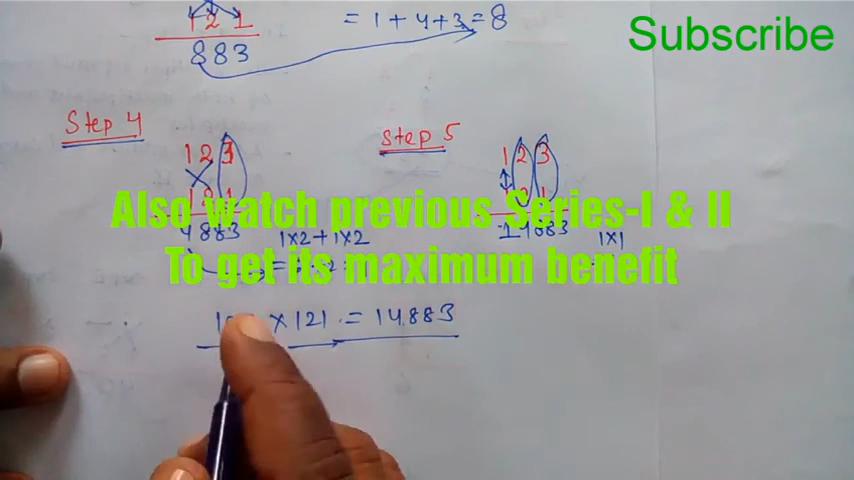 121
= 1 + 4 + 3 = 8
Subscribe
883
Step 4
Step 5
123
123
Also watch previous Series-I & II
4883
1x2 + 1x2
14883
1x1
To get its maximum benefit
x 121 = 14883